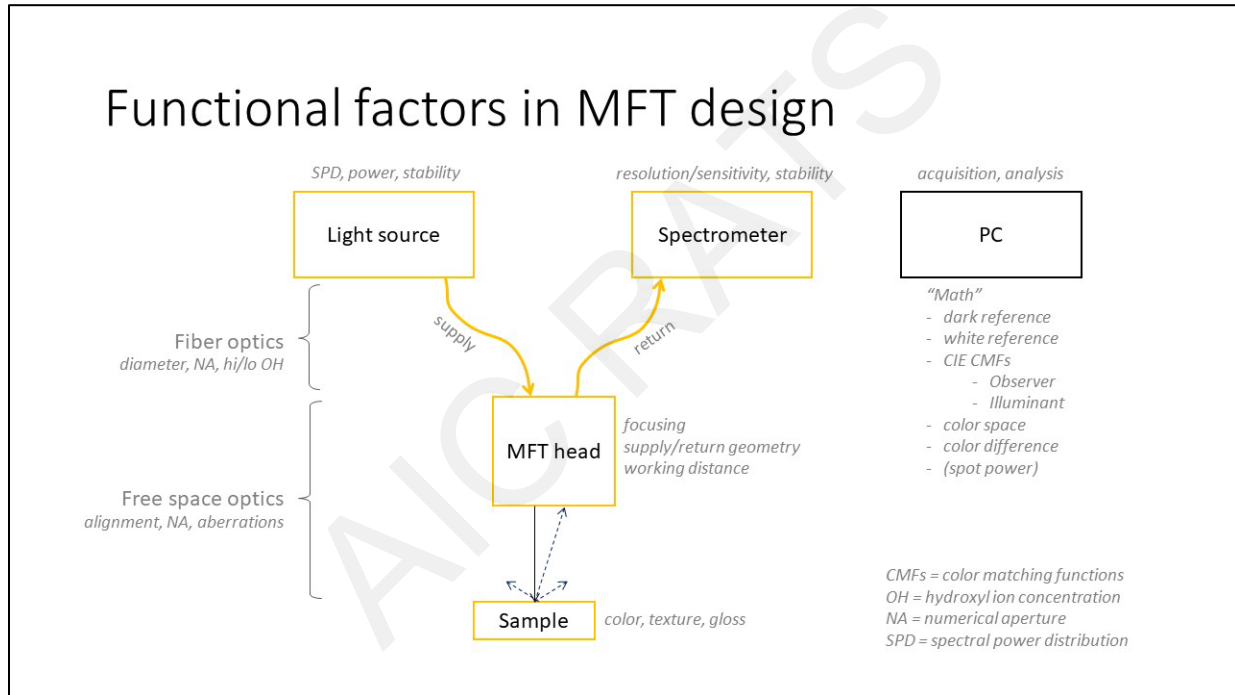 Functional factors in MFT design
SPD, power, stability
resolution/sensitivity, stability
acquisition, analysis
Light source
Spectrometer
PC
supply
return
Fiber optics
diameter, NA, hi/lo OH
“Math”
- dark reference
- white reference
- CIE CMFs
- Observer
- Illuminant
- color space
- color difference
- (spot power)
MFT head
focusing
supply/return geometry
working distance
Free space optics
alignment, NA, aberrations
Sample
color, texture, gloss
CMFs = color matching functions
OH = hydroxyl ion concentration
NA = numerical aperture
SPD = spectral power distribution
AIC RATS